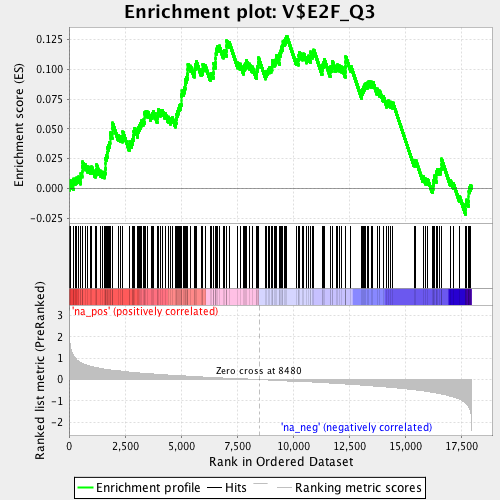 Enrichment plot: V$E2F_Q3
Enrichment score (ES)
0.125
0.100
0.075
0.050
0.025
0.000
-0.025
'na_pos' (positively correlated)
Ranked list metric (PreRanked)
3
2
1
0
-1
-2
Zero cross at 8480
'na_neg' (negatively correlated)
0
2,500
5,000
7,500
10,000
12,500
15,000
17,500
Rank in Ordered Dataset
Enrichment profile
Hits
Ranking metric scores